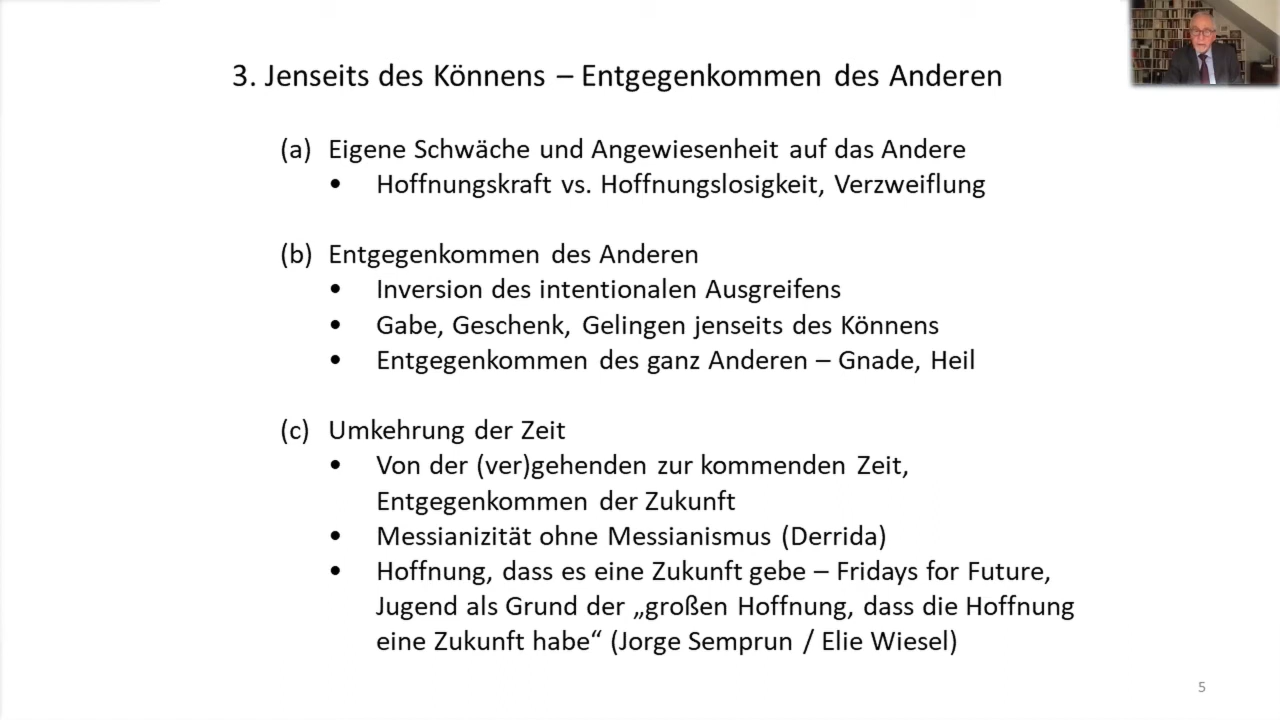 3. Jenseits des Könnens – Entgegenkommen des Anderen
(a) Eigene Schwäche und Angewiesenheit auf das Andere
• Hoffnungskraft vs. Hoffnungslosigkeit, Verzweiflung
(b) Entgegenkommen des Anderen
• Inversion des intentionalen Ausgreifens
• Gabe, Geschenk, Gelingen jenseits des Könnens
• Entgegenkommen des ganz Anderen – Gnade, Heil
(c) Umkehrung der Zeit
• Von der (ver)gehenden zur kommenden Zeit,
Entgegenkommen der Zukunft
• Messianizität ohne Messianismus (Derrida)
• Hoffnung, dass es eine Zukunft gebe – Fridays for Future,
Jugend als Grund der „großen Hoffnung, dass die Hoffnung
eine Zukunft habe“ (Jorge Semprun / Elie Wiesel)
5